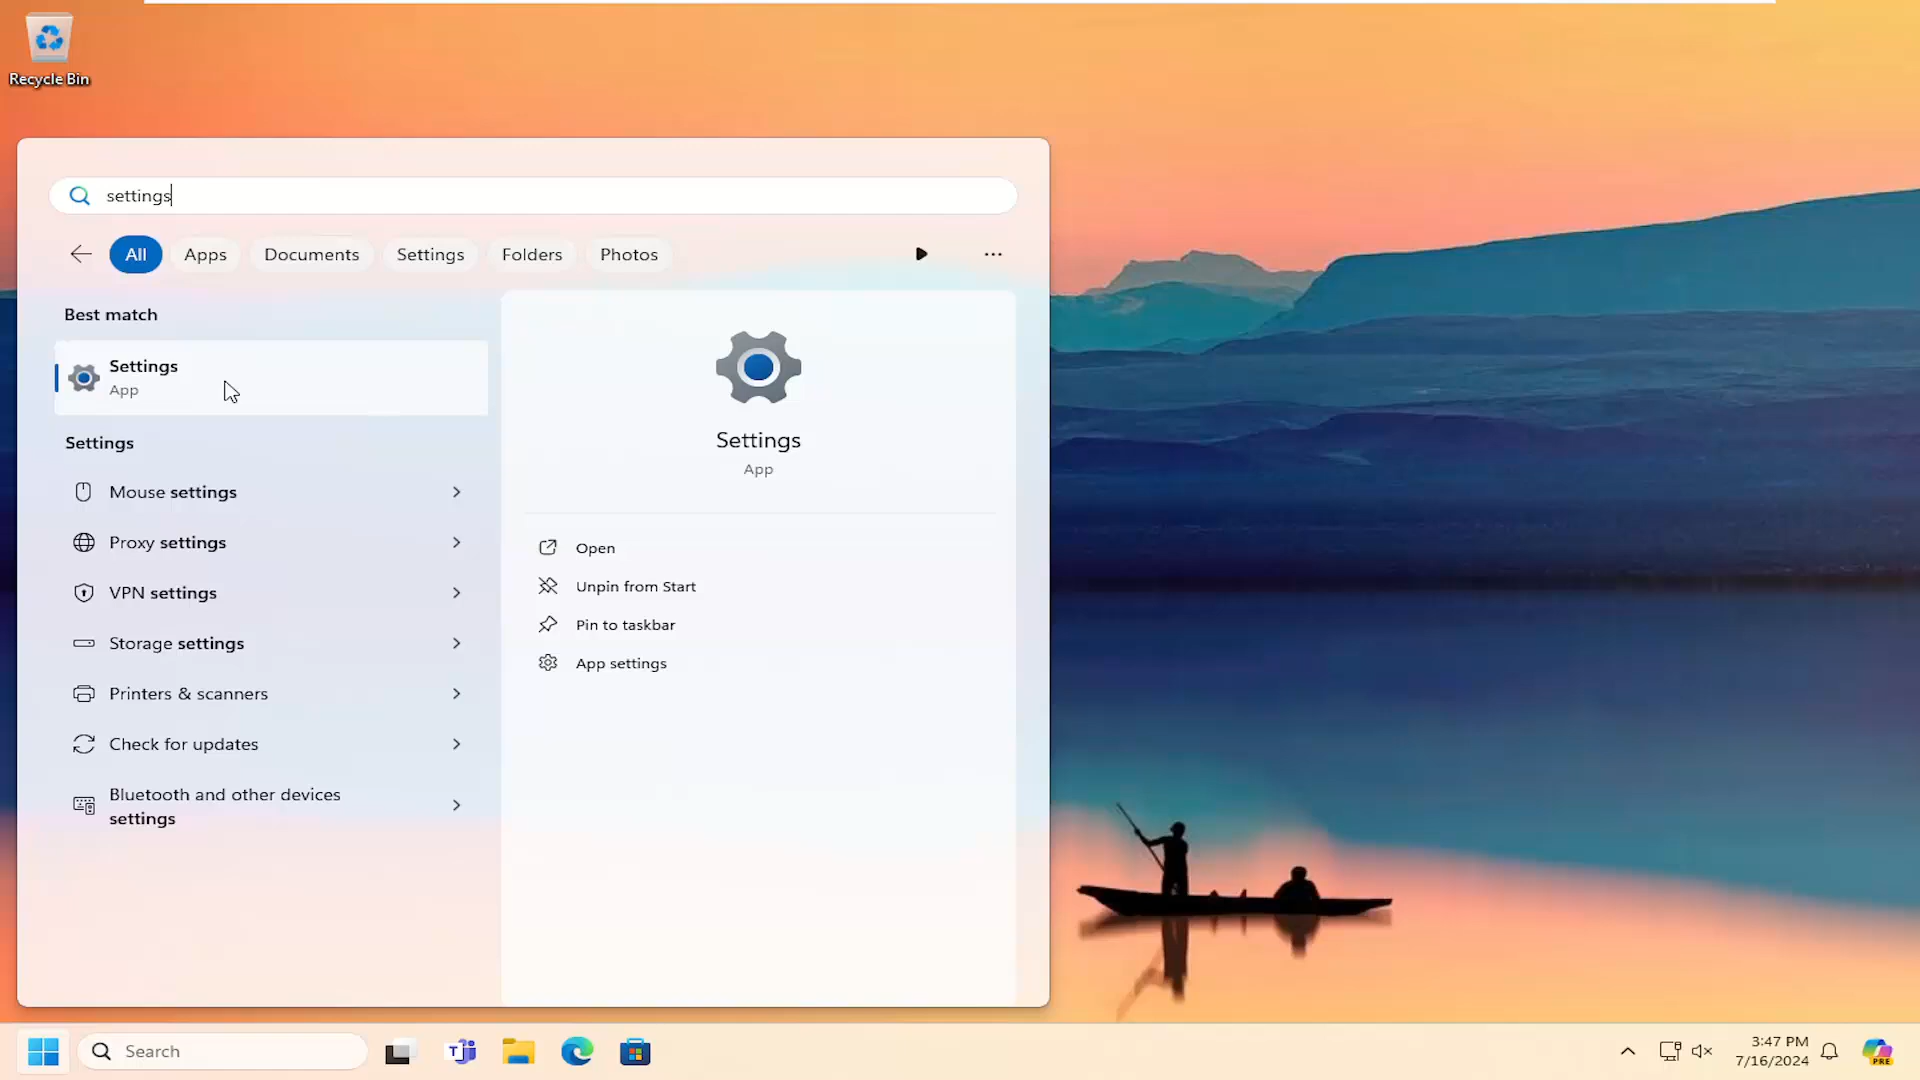 Recycle Bin
settings
All
Apps
Documents
Settings
Folders
Photos
Best match
Settings
App
Settings
Mouse settings
Proxy settings
VPN settings
Storage settings
Printers & scanners
Check for updates
Bluetooth and other devices
settings
Settings
App
Open
Unpin from Start
Pin to taskbar
App settings
Search
3:47 PM
7/16/2024
PRE